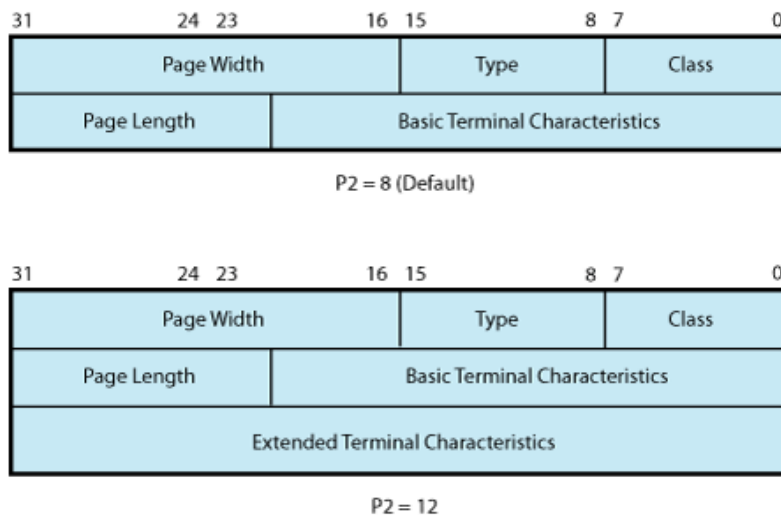 31 24 23 16 15 8 7 0
Page Width Type Class
Page Length Basic Terminal Characteristics
P2 = 8 (Default)
31 24 23 16 15 8 7 0
Page Width Type Class
Page Length Basic Terminal Characteristics
Extended Terminal Characteristics
P2 = 12